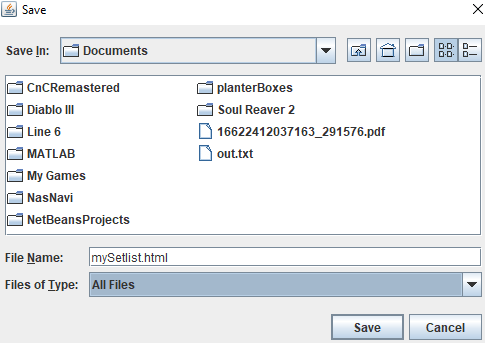 Save
Save In: Documents
CnCRemastered
Diablo III
Line 6
MATLAB
My Games
NasNavi
NetBeansProjects
planterBoxes
Soul Reaver 2
16622412037163_291576.pdf
out.txt
File Name: mySetlist.html
Files of Type: All Files
Save Cancel